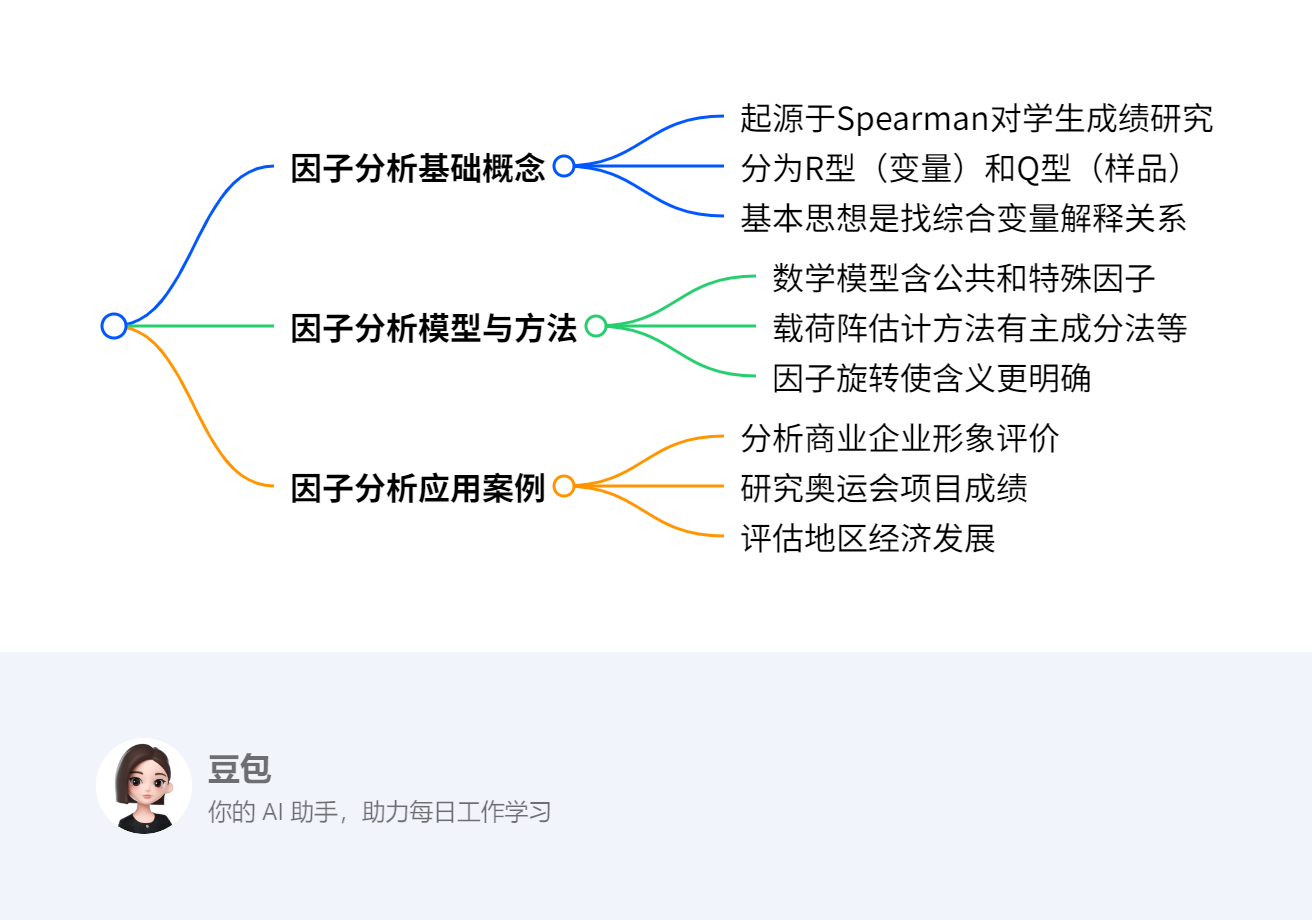 因子分析基础概念
起源于Spearman对学生成绩研究
分为R型（变量）和Q型（样品）
基本思想是找综合变量解释关系
因子分析模型与方法
数学模型含公共和特殊因子
载荷阵估计方法有主成分法等
因子旋转使含义更明确
因子分析应用案例
分析商业企业形象评价
研究奥运会项目成绩
评估地区经济发展
豆包
你的 AI 助手，助力每日工作学习